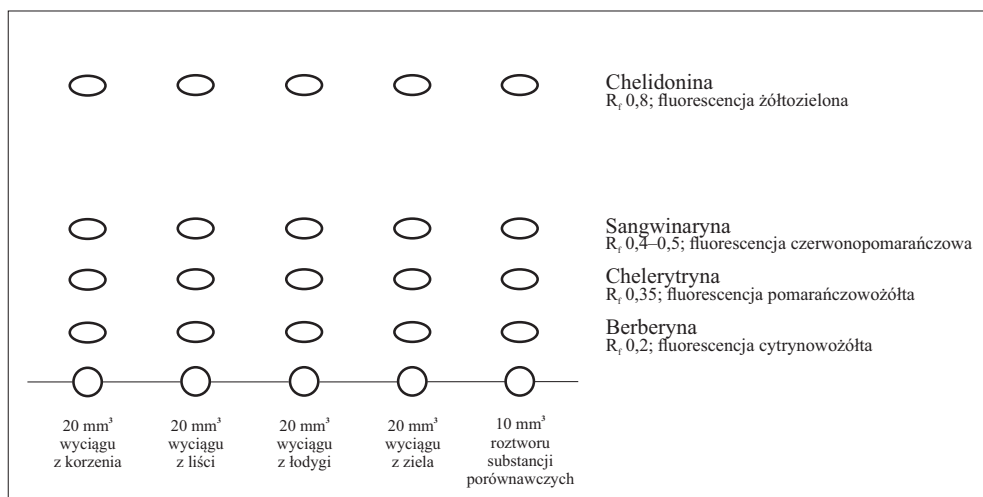 Chelidonina
Rf 0,8; fluorescencja żółtozielona
Sangwinaryna
Rf 0,4–0,5; fluorescencja czerwonopomarańczowa
Chelerytryna
Rf 0,35; fluorescencja pomarańczowożółta
Berberyna
Rf 0,2; fluorescencja cytrynowożółta
20 mm³
wyciągu
z korzenia
20 mm³
wyciągu
z liści
20 mm³
wyciągu
z łodygi
20 mm³
wyciągu
z ziela
10 mm³
roztworu
substancji
porównawczych